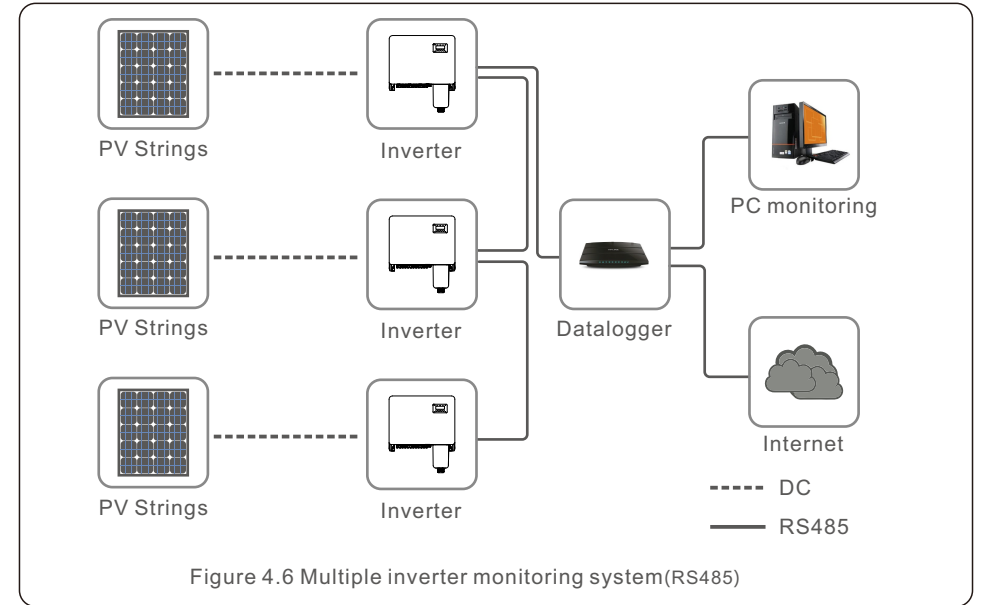 PV Strings
Inverter
PC monitoring
PV Strings
Inverter
Datalogger
Internet
DC
PV Strings
Inverter
RS485
Figure 4.6 Multiple inverter monitoring system(RS485)